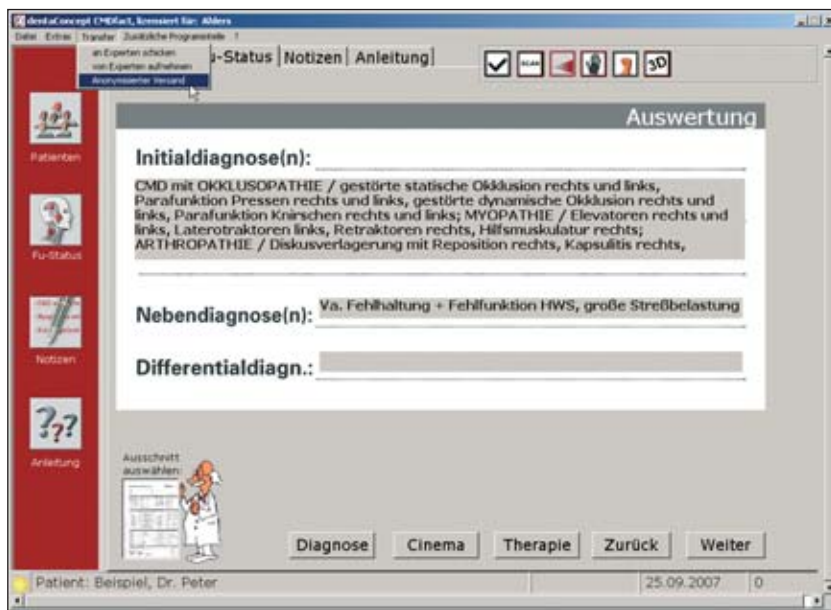 dentaConcept CMDfact, lizensiert für: Ahlers
Datei Extras Transfer Zusätzliche Programmteile ?
an Experten schicken
von Experten aufnehmen
Anonymisierter Versand
u-Status Notizen Anleitung
SCAN 3D
Auswertung
Patienten
Initialdiagnose(n):
CMD mit OKKLUSOPATHIE / gestörte statische Okklusion rechts und links,
Parafunktion Pressen rechts und links, gestörte dynamische Okklusion rechts und
links, Parafunktion Knirschen rechts und links; MYOPATHIE / Elevatoren rechts und
links, Laterotraktoren links, Retraktoren rechts, Hilfsmuskulatur rechts;
ARTHROPATHIE / Diskusverlagerung mit Reposition rechts, Kapsulitis rechts,
Fu-Status
Nebendiagnose(n): Va. Fehlhaltung + Fehlfunktion HWS, große Streßbelastung
Notizen
Differentialdiagn.:
???
Anleitung
Ausschnitt
auswählen:
Diagnose Cinema Therapie Zurück Weiter
Patient: Beispiel, Dr. Peter 25.09.2007 0